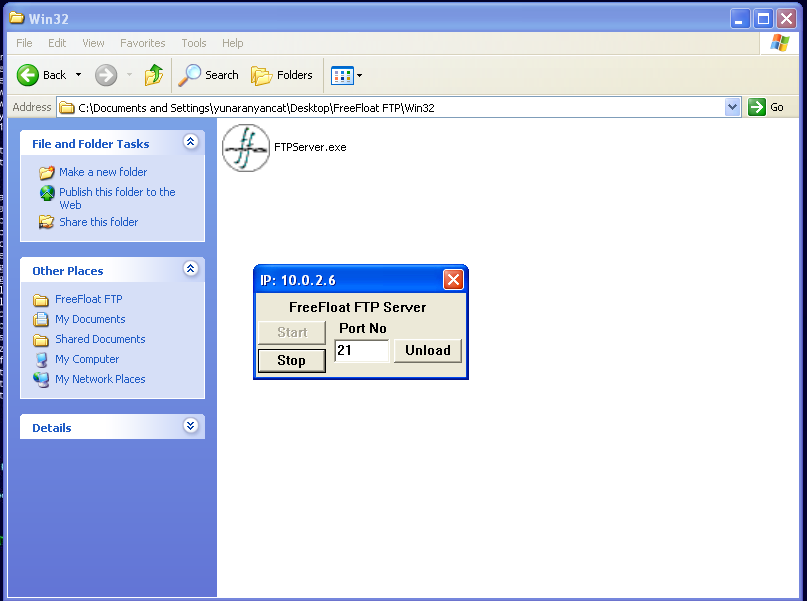 Win32
File Edit View Favorites Tools Help
Back Search Folders
Address C:\Documents and Settings\yunaranyancat\Desktop\FreeFloat FTP\Win32 Go
File and Folder Tasks
Make a new folder
Publish this folder to the
Web
Share this folder
Other Places
FreeFloat FTP
My Documents
Shared Documents
My Computer
My Network Places
Details
FTPServer.exe
IP: 10.0.2.6
FreeFloat FTP Server
Start Port No
Stop 21 Unload